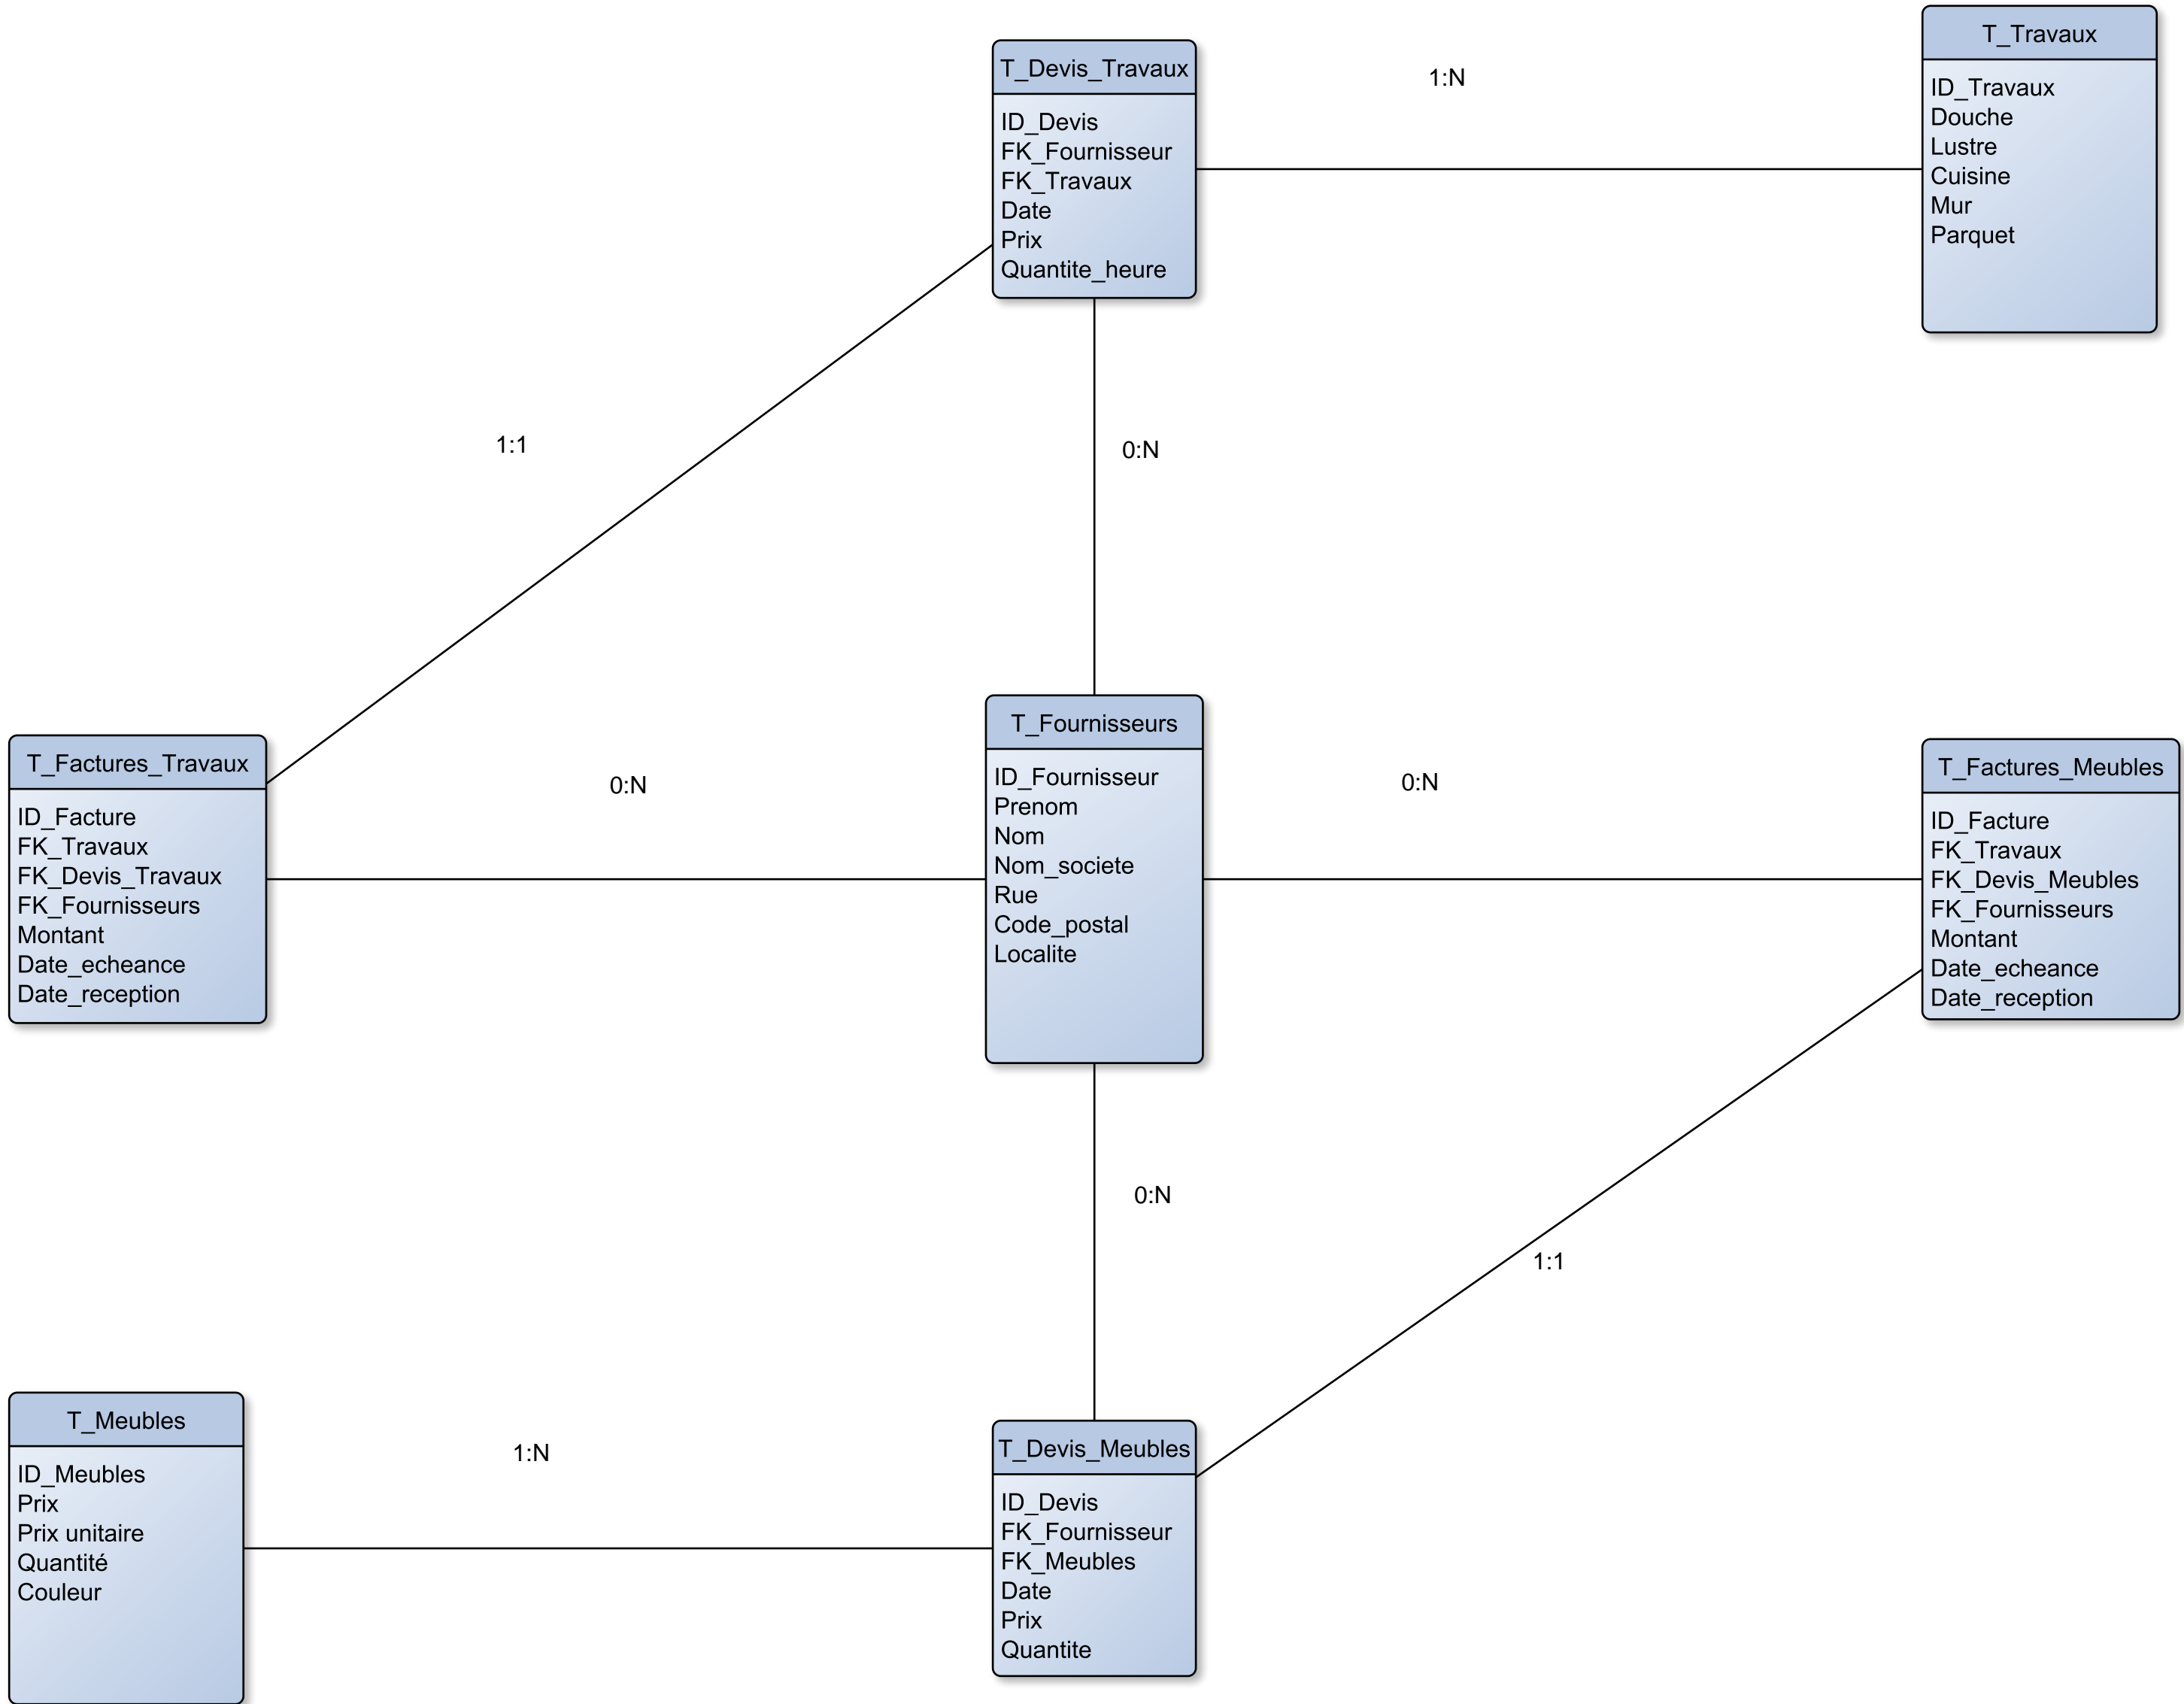 T_Travaux
ID_Travaux
Douche
Lustre
Cuisine
Mur
Parquet
T_Devis_Travaux
ID_Devis
FK_Fournisseur
FK_Travaux
Date
Prix
Quantite_heure
1:N
1:1
0:N
T_Factures_Travaux
ID_Facture
FK_Travaux
FK_Devis_Travaux
FK_Fournisseurs
Montant
Date_echeance
Date_reception
0:N
T_Fournisseurs
ID_Fournisseur
Prenom
Nom
Nom_societe
Rue
Code_postal
Localite
0:N
T_Factures_Meubles
ID_Facture
FK_Travaux
FK_Devis_Meubles
FK_Fournisseurs
Montant
Date_echeance
Date_reception
0:N
1:1
T_Meubles
ID_Meubles
Prix
Prix unitaire
Quantité
Couleur
1:N
T_Devis_Meubles
ID_Devis
FK_Fournisseur
FK_Meubles
Date
Prix
Quantite